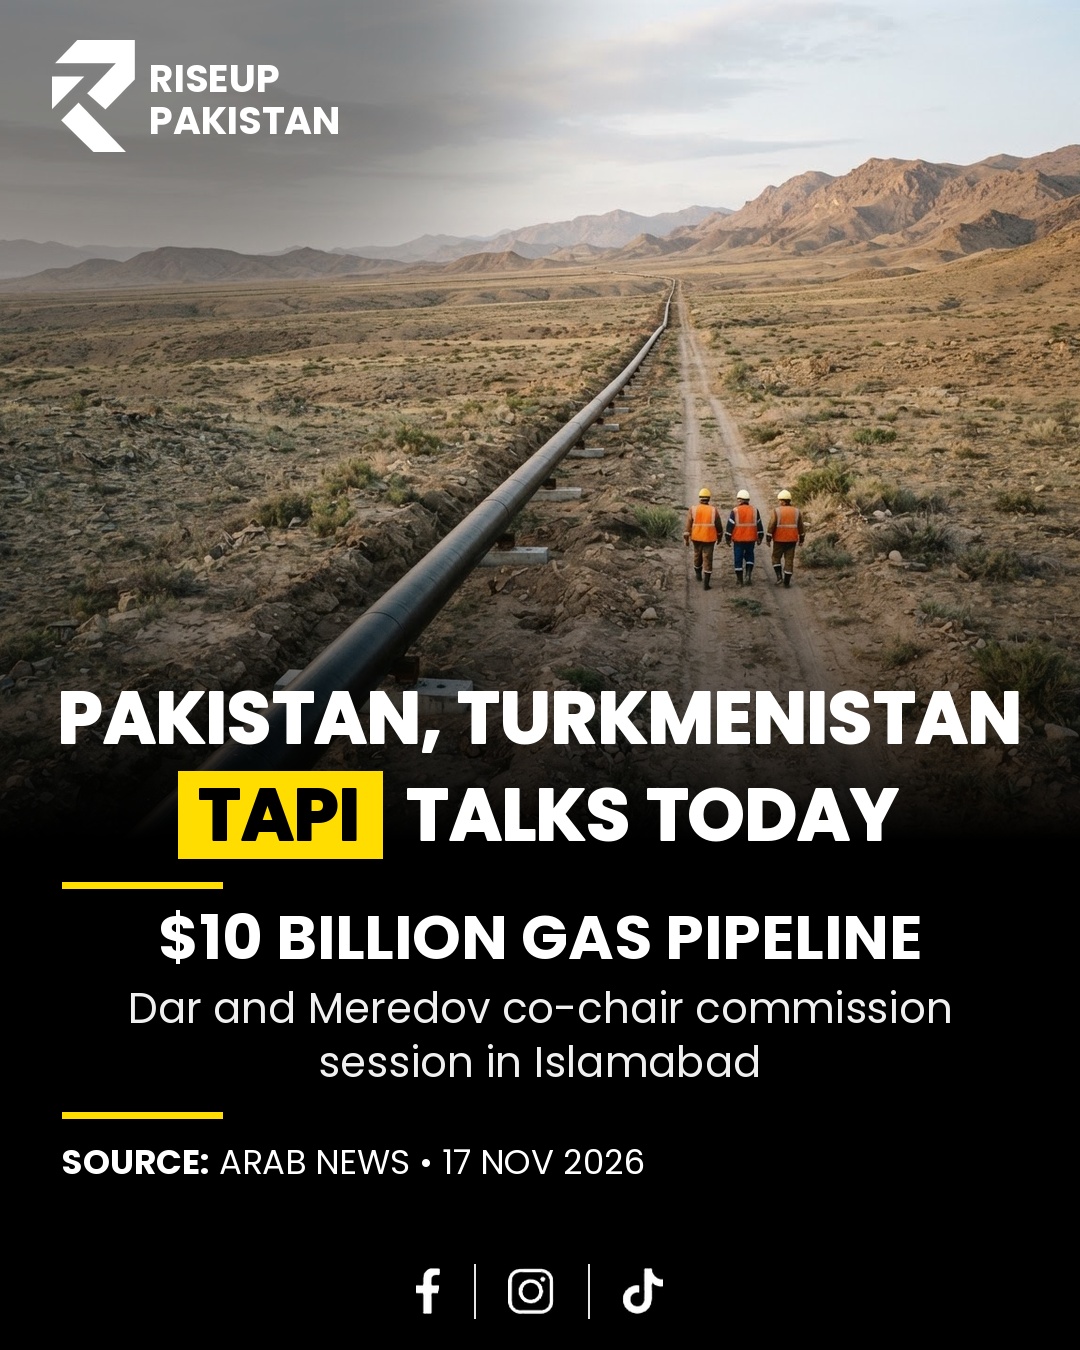 RISEUP
PAKISTAN
PAKISTAN, TURKMENISTAN
TAPI TALKS TODAY
$10 BILLION GAS PIPELINE
Dar and Meredov co-chair commission
session in Islamabad
SOURCE: ARAB NEWS • 17 NOV 2026